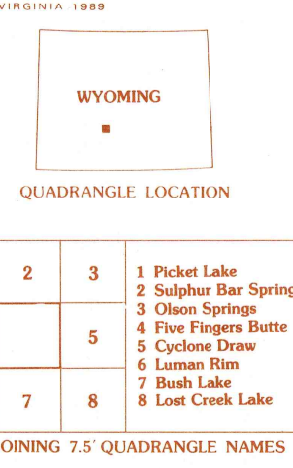 VIRGINIA 1989
WYOMING
QUADRANGLE LOCATION
2 3
5
7 8
1 Picket Lake
2 Sulphur Bar Spring
3 Olson Springs
4 Five Fingers Butte
5 Cyclone Draw
6 Luman Rim
7 Bush Lake
8 Lost Creek Lake
OINING 7.5′ QUADRANGLE NAMES